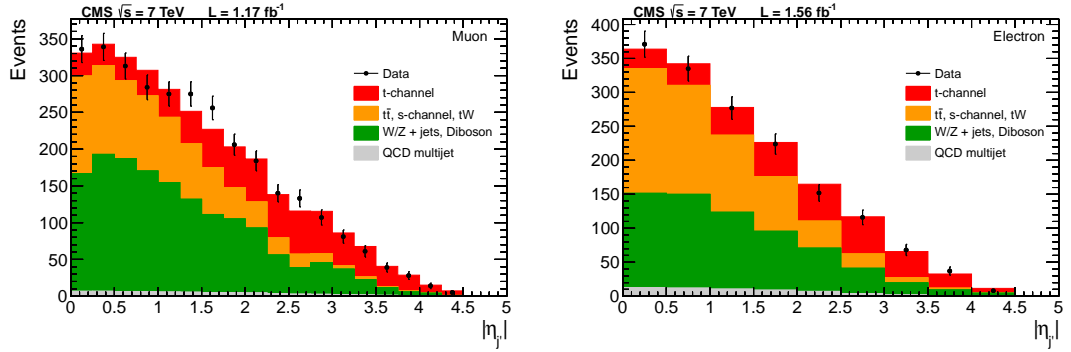 CMS √s = 7 TeV L = 1.17 fb⁻¹
Events
350
300
250
200
150
100
50
0
Muon
Data
t-channel
tt̄, s-channel, tW
W/Z + jets, Diboson
QCD multijet
0 0.5 1 1.5 2 2.5 3 3.5 4 4.5 5
|η_j'|
CMS √s = 7 TeV L = 1.56 fb⁻¹
Events
400
350
300
250
200
150
100
50
0
Electron
Data
t-channel
tt̄, s-channel, tW
W/Z + jets, Diboson
QCD multijet
0 0.5 1 1.5 2 2.5 3 3.5 4 4.5 5
|η_j'|